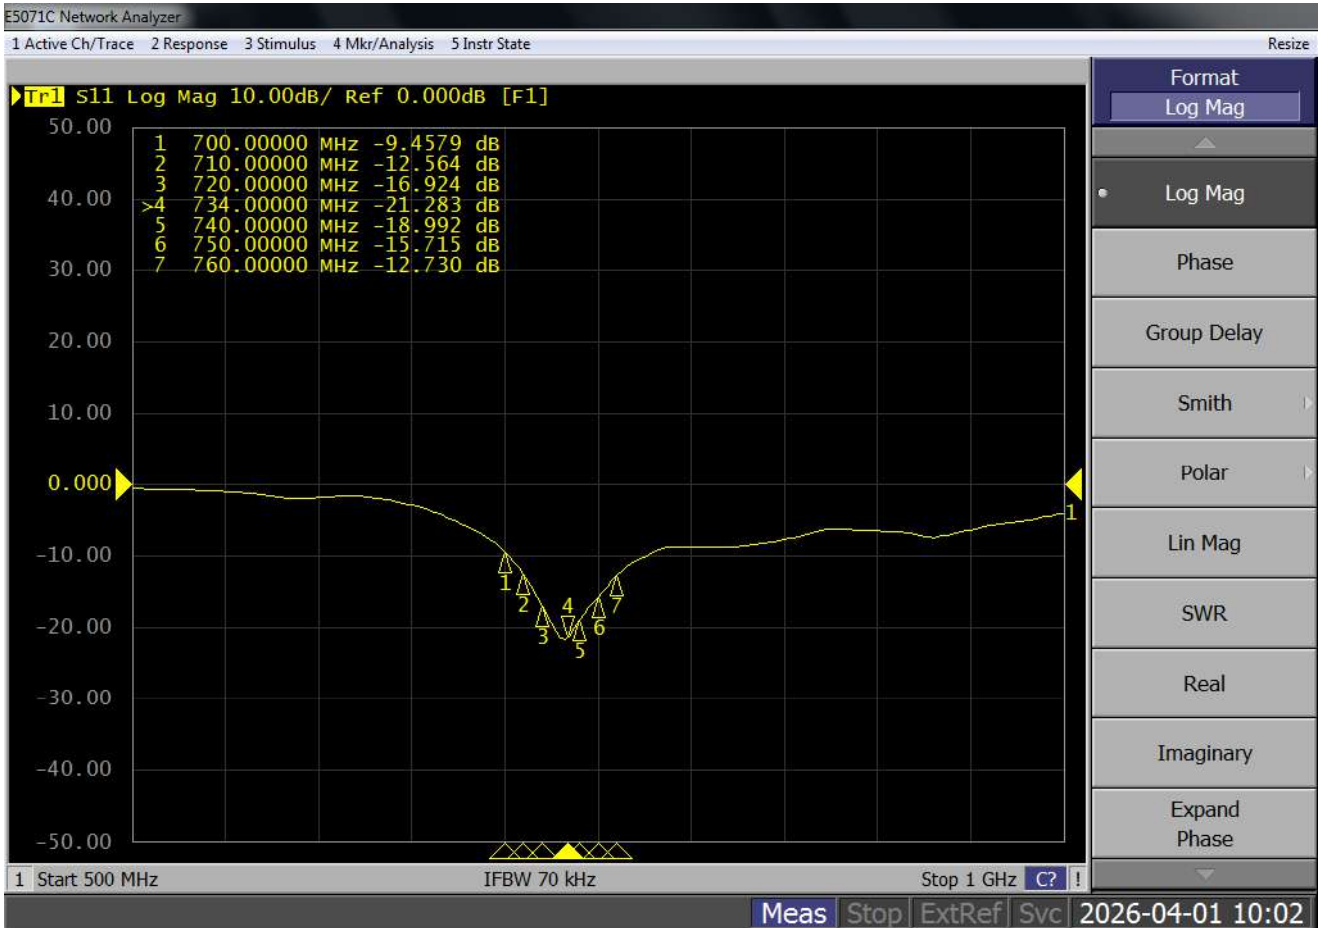 E5071C Network Analyzer
1 Active Ch/Trace 2 Response 3 Stimulus 4 Mkr/Analysis 5 Instr State Resize
Tr1 S11 Log Mag 10.00dB/ Ref 0.000dB [F1]
50.00
40.00
30.00
20.00
10.00
0.000
-10.00
-20.00
-30.00
-40.00
-50.00
1 700.00000 MHz -9.4579 dB
2 710.00000 MHz -12.564 dB
3 720.00000 MHz -16.924 dB
>4 734.00000 MHz -21.283 dB
5 740.00000 MHz -18.992 dB
6 750.00000 MHz -15.715 dB
7 760.00000 MHz -12.730 dB
1
2
3
4
5
6
7
1
Format
Log Mag
Log Mag
Phase
Group Delay
Smith
Polar
Lin Mag
SWR
Real
Imaginary
Expand
Phase
1 Start 500 MHz IFBW 70 kHz Stop 1 GHz C? !
Meas Stop ExtRef Svc 2026-04-01 10:02